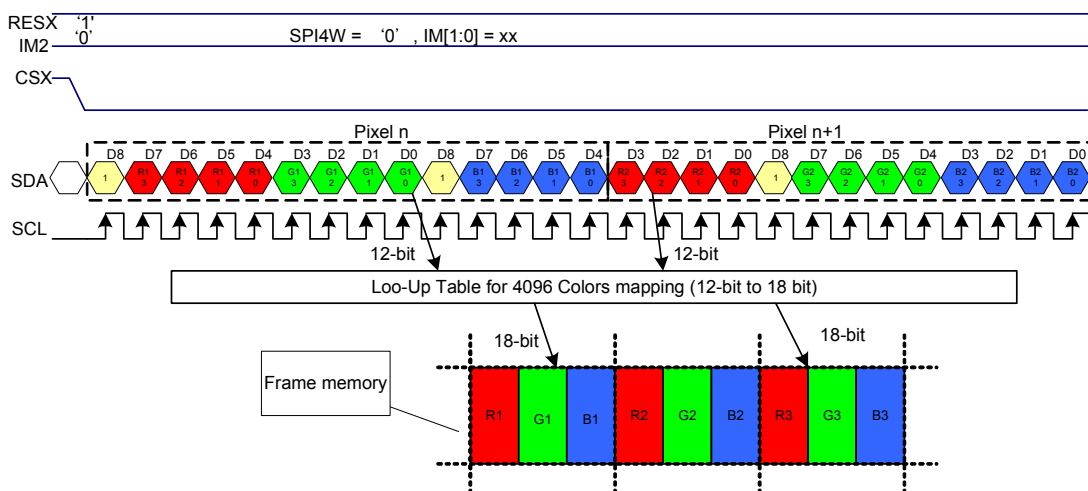 RESX '1'
IM2 '0' SPI4W = '0' , IM[1:0] = xx
CSX
Pixel n Pixel n+1
D8 D7 D6 D5 D4 D3 D2 D1 D0 D8 D7 D6 D5 D4 D3 D2 D1 D0 D8 D7 D6 D5 D4 D3 D2 D1 D0
SDA 1 R1 3 R1 2 R1 1 R1 0 G1 3 G1 2 G1 1 G1 0 1 B1 3 B1 2 B1 1 B1 0 R2 3 R2 2 R2 1 R2 0 1 G2 3 G2 2 G2 1 G2 0 B2 3 B2 2 B2 1 B2 0
SCL
12-bit 12-bit
Loo-Up Table for 4096 Colors mapping (12-bit to 18 bit)
18-bit 18-bit
Frame memory
R1 G1 B1 R2 G2 B2 R3 G3 B3